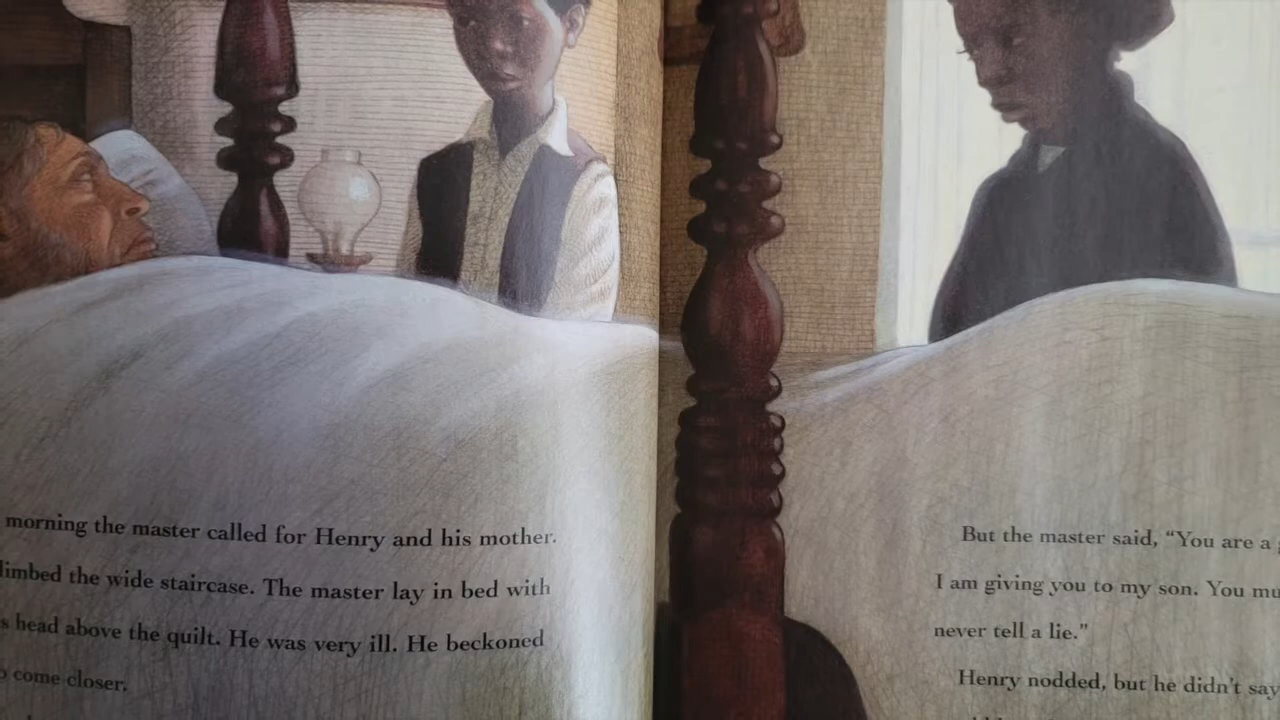 morning the master called for Henry and his mother.
limbed the wide staircase. The master lay in bed with
s head above the quilt. He was very ill. He beckoned
o come closer.
But the master said, “You are a
I am giving you to my son. You mu
never tell a lie."
Henry nodded, but he didn't say